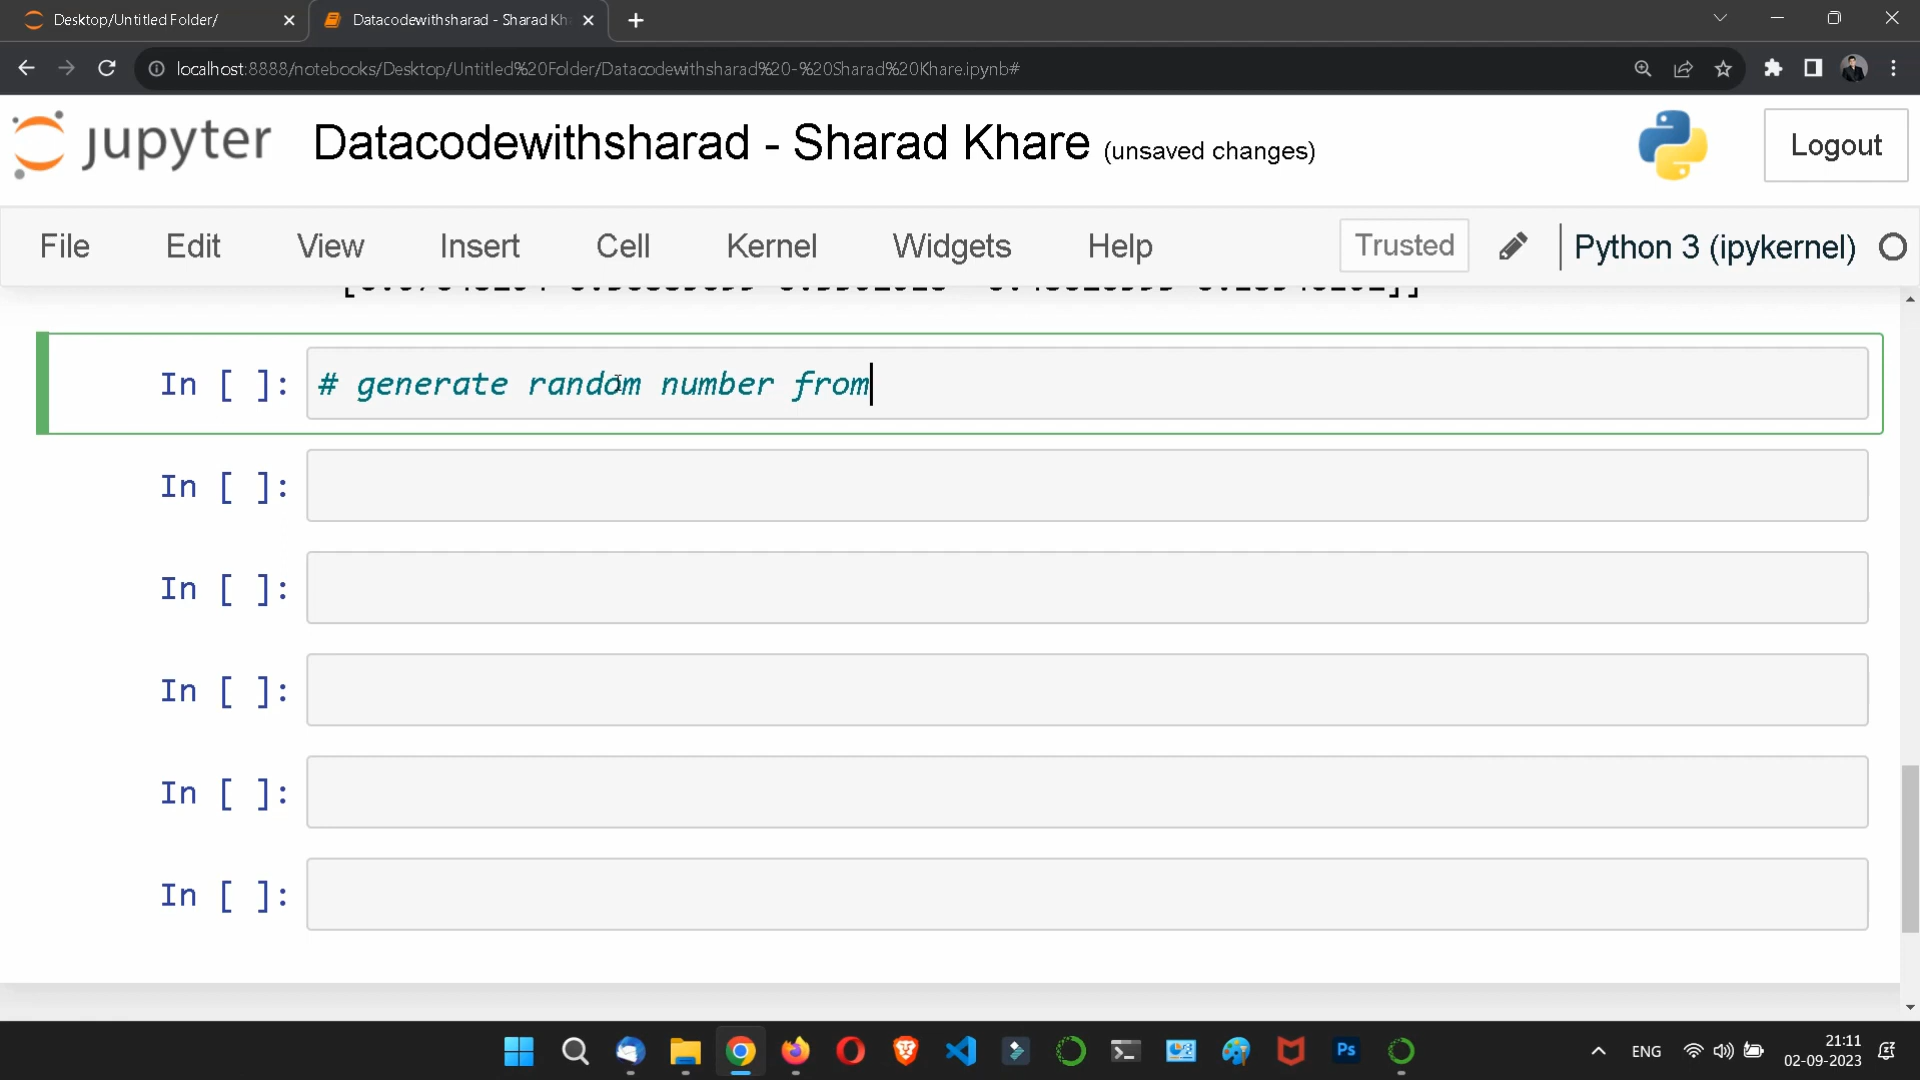 Desktop/Untitled Folder/
Datacodewithsharad - Sharad Kh
localhost:8888/notebooks/Desktop/Untitled%20Folder/Datacodewithsharad%20-%20Sharad%20Khare.ipynb#
jupyter Datacodewithsharad - Sharad Khare (unsaved changes)
Logout
File Edit View Insert Cell Kernel Widgets Help
Trusted
Python 3 (ipykernel)
In [ ]: # generate random number from
In [ ]:
In [ ]:
In [ ]:
In [ ]:
In [ ]:
Ps
ENG
21:11
02-09-2023